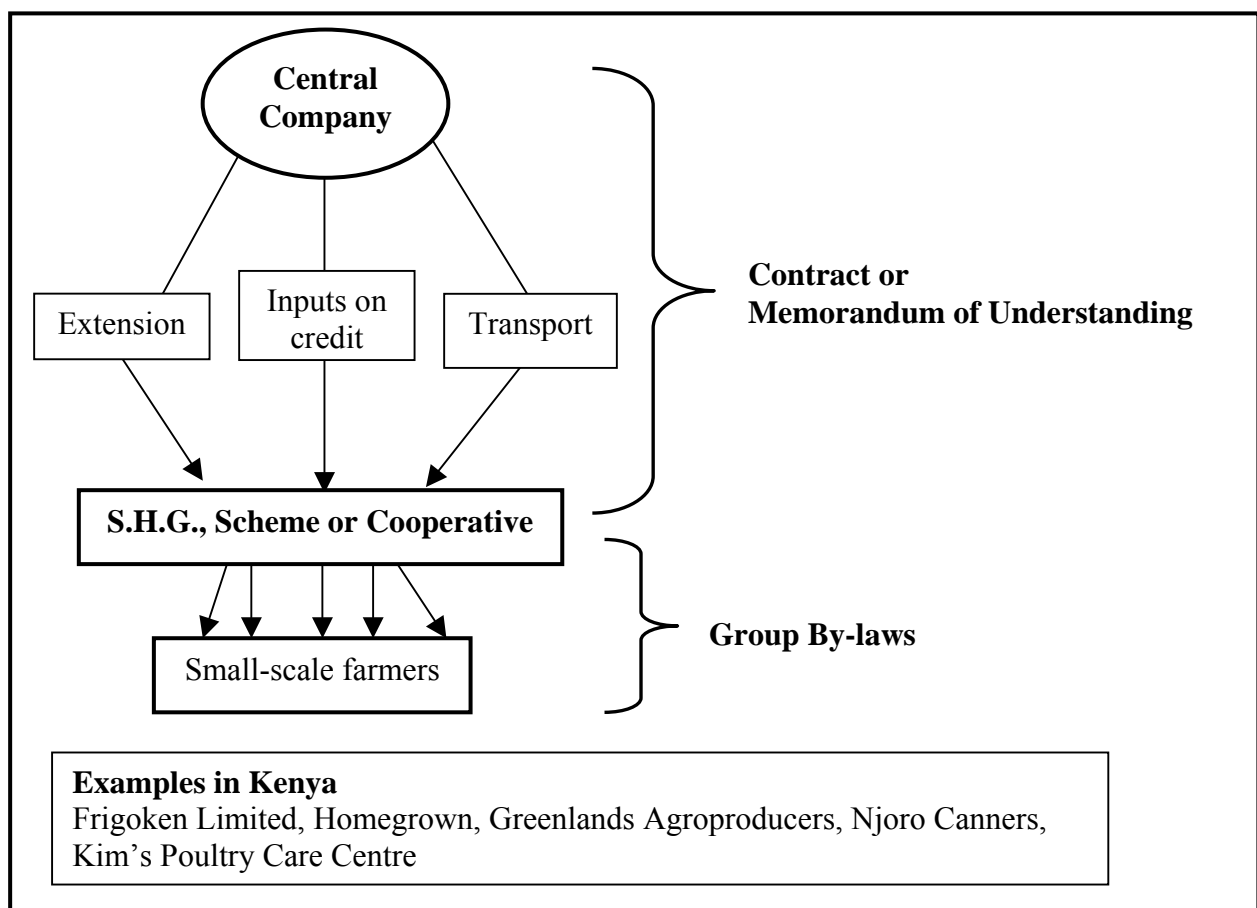 Central
Company
Extension
Inputs on
credit
Transport
Contract or
Memorandum of Understanding
S.H.G., Scheme or Cooperative
Group By-laws
Small-scale farmers
Examples in Kenya
Frigoken Limited, Homegrown, Greenlands Agroproducers, Njoro Canners,
Kim’s Poultry Care Centre